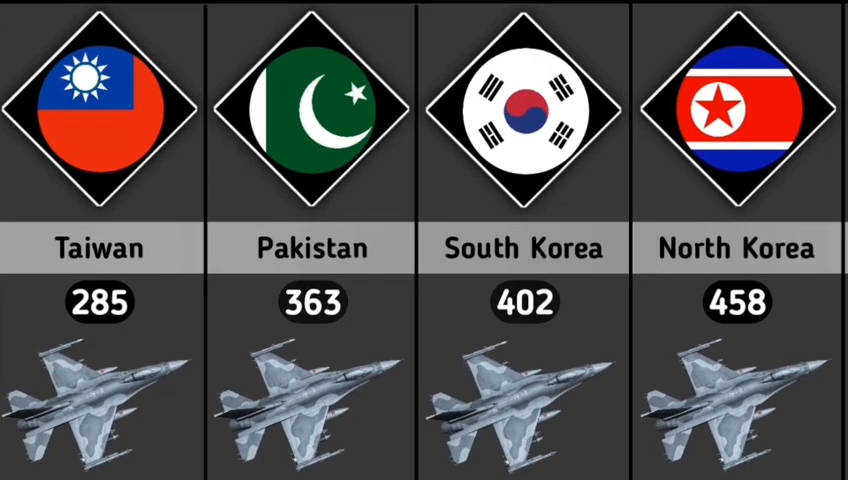 Taiwan
Pakistan
South Korea
North Korea
285
363
402
458